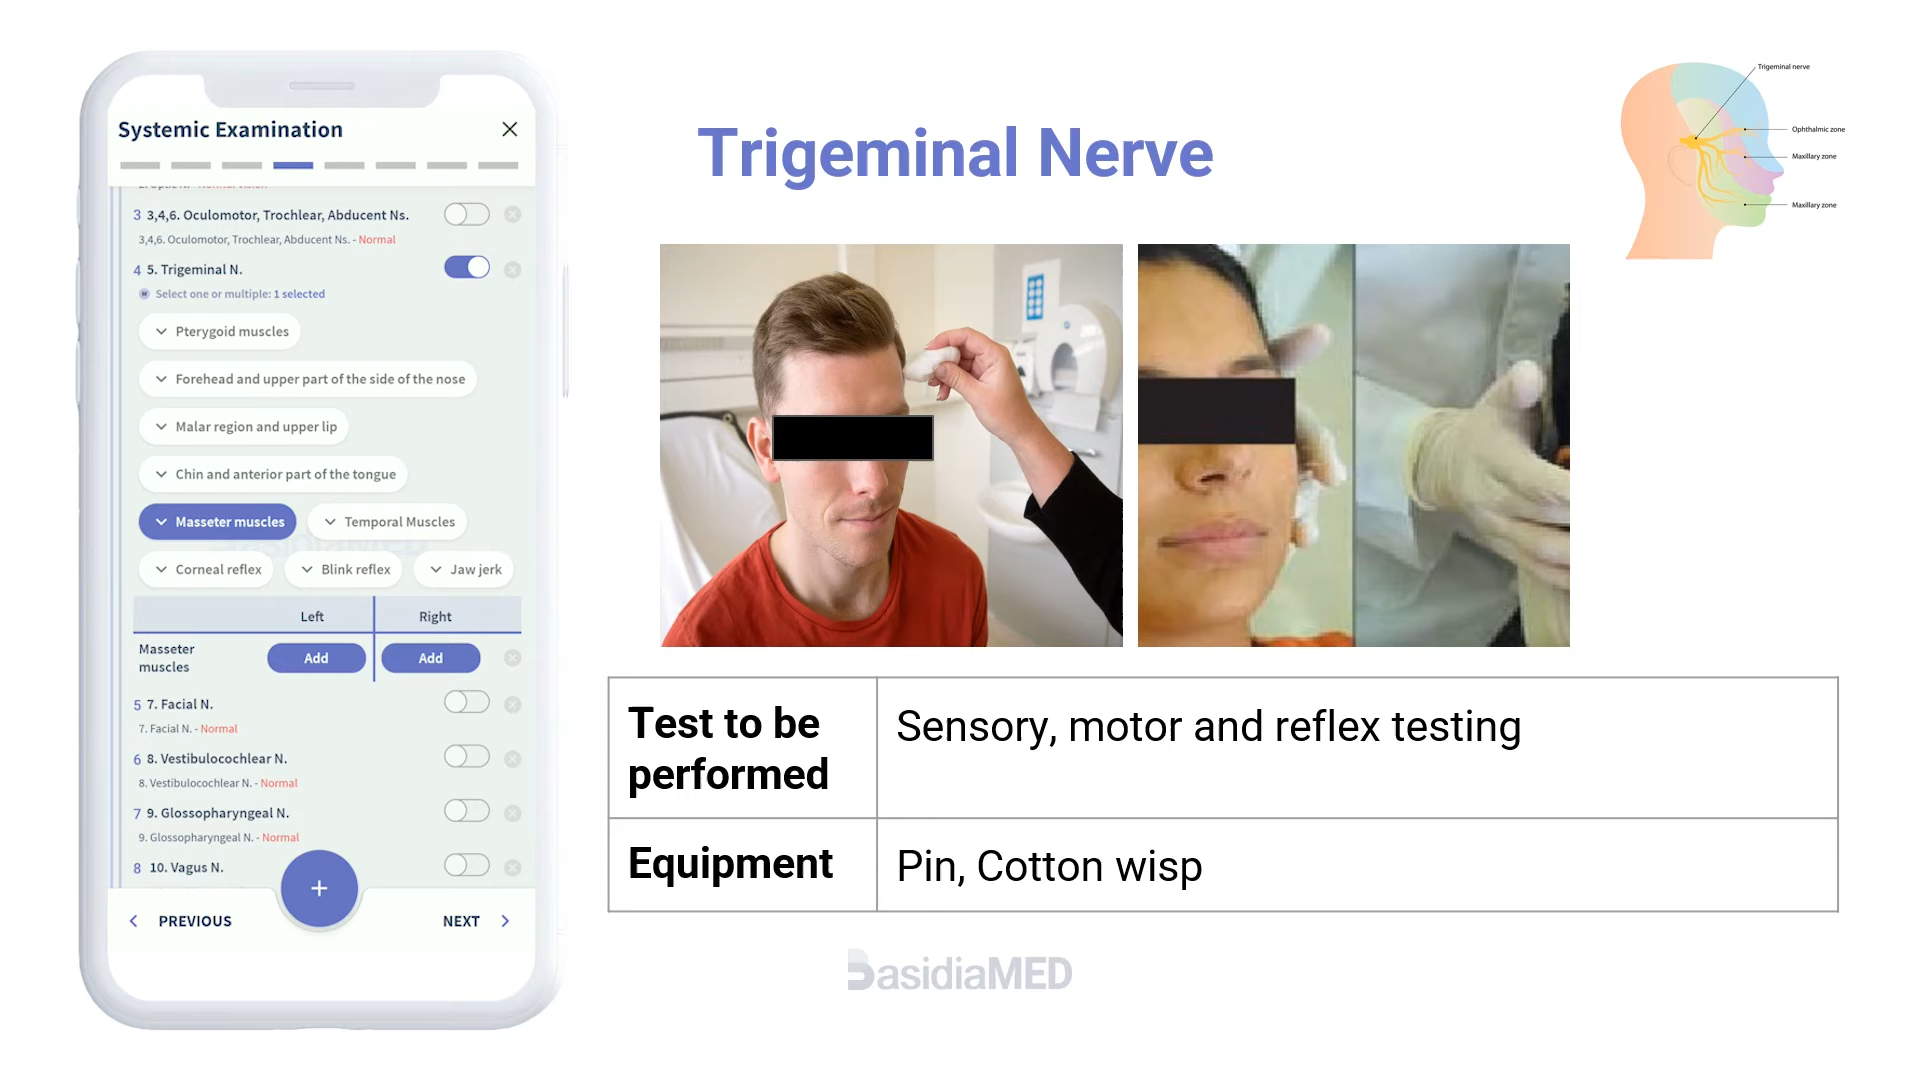 Systemic Examination
3 3,4,6. Oculomotor, Trochlear, Abducent Ns.
3,4,6. Oculomotor, Trochlear, Abducent Ns. - Normal
4 5. Trigeminal N.
Select one or multiple: 1 selected
Pterygoid muscles
Forehead and upper part of the side of the nose
Malar region and upper lip
Chin and anterior part of the tongue
Masseter muscles
Temporal Muscles
Corneal reflex
Blink reflex
Jaw jerk
Left
Right
Masseter
muscles
Add
Add
5 7. Facial N.
7. Facial N. - Normal
6 8. Vestibulocochlear N.
8. Vestibulocochlear N. - Normal
7 9. Glossopharyngeal N.
9. Glossopharyngeal N. - Normal
8 10. Vagus N.
+
PREVIOUS
NEXT
Trigeminal Nerve
Trigeminal nerve
Ophthalmic zone
Maxillary zone
Maxillary zone
Test to be
performed
Sensory, motor and reflex testing
Equipment
Pin, Cotton wisp
BasidiaMED